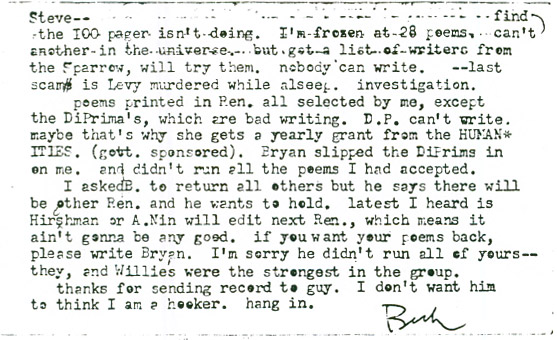 Steve-- find
the 100 pager isn't doing. I'm frozen at 28 poems, can't
another in the universe. but got a list of writers from
the Sparrow, will try them. nobody can write. --last
scam is Levy murdered while alseep. investigation.
poems printed in Ren. all selected by me, except
the DiPrima's, which are bad writing. D.P. can't write.
maybe that's why she gets a yearly grant from the HUMAN*
ITIES. (govt. sponsored). Bryan slipped the DiPrims in
on me. and didn't run all the poems I had accepted.
I askedB. to return all others but he says there will
be other Ren. and he wants to hold. latest I heard is
Hirshman or A.Nin will edit next Ren., which means it
ain't gonna be any good. if you want your poems back,
please write Bryan. I'm sorry he didn't run all of yours--
they, and Willies were the strongest in the group.
thanks for sending record to guy. I don't want him
to think I am a hooker. hang in.
Buk